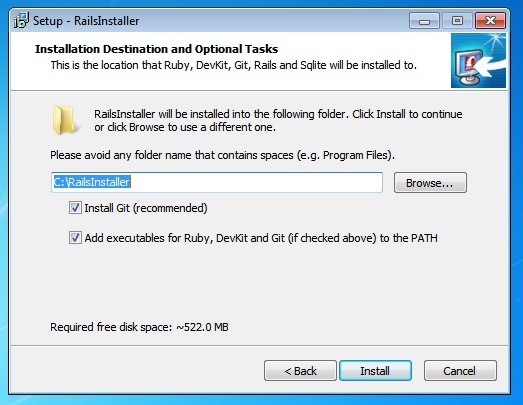 Setup - RailsInstaller
Installation Destination and Optional Tasks
This is the location that Ruby, DevKit, Git, Rails and Sqlite will be installed to.
RailsInstaller will be installed into the following folder. Click Install to continue
or click Browse to use a different one.
Please avoid any folder name that contains spaces (e.g. Program Files).
C:\RailsInstaller
Browse...
Install Git (recommended)
Add executables for Ruby, DevKit and Git (if checked above) to the PATH
Required free disk space: ~522.0 MB
< Back
Install
Cancel